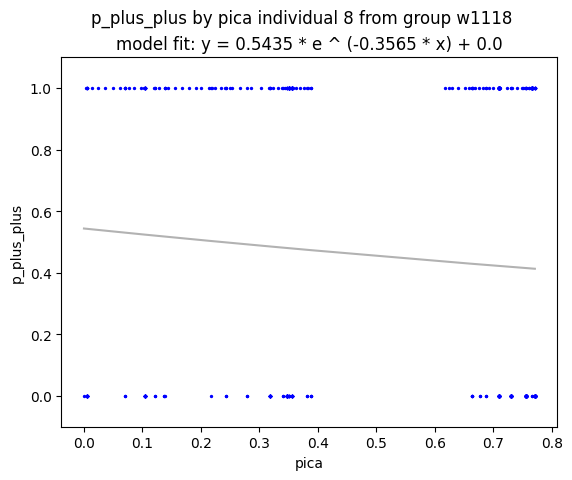 p_plus_plus by pica individual 8 from group w1118
model fit: y = 0.5435 * e ^ (-0.3565 * x) + 0.0
1.0
0.8
0.6
0.4
0.2
0.0
p_plus_plus
0.0 0.1 0.2 0.3 0.4 0.5 0.6 0.7 0.8
pica